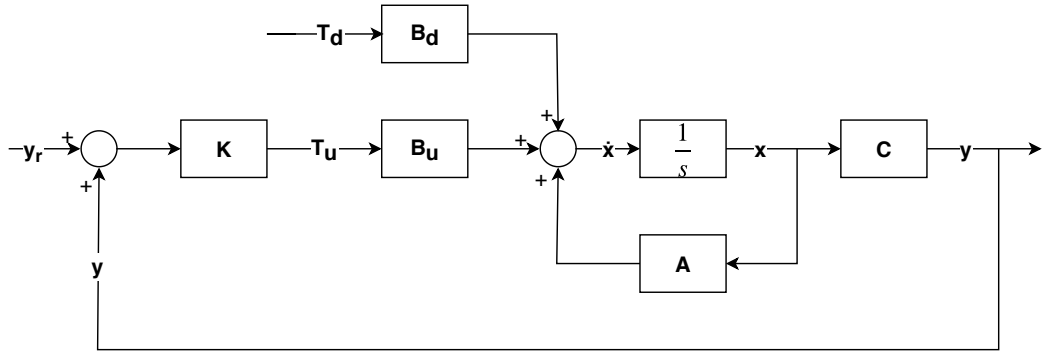 T_d B_d
+
+ +
y_r K T_u B_u ẋ 1/s x C y
+ +
y A